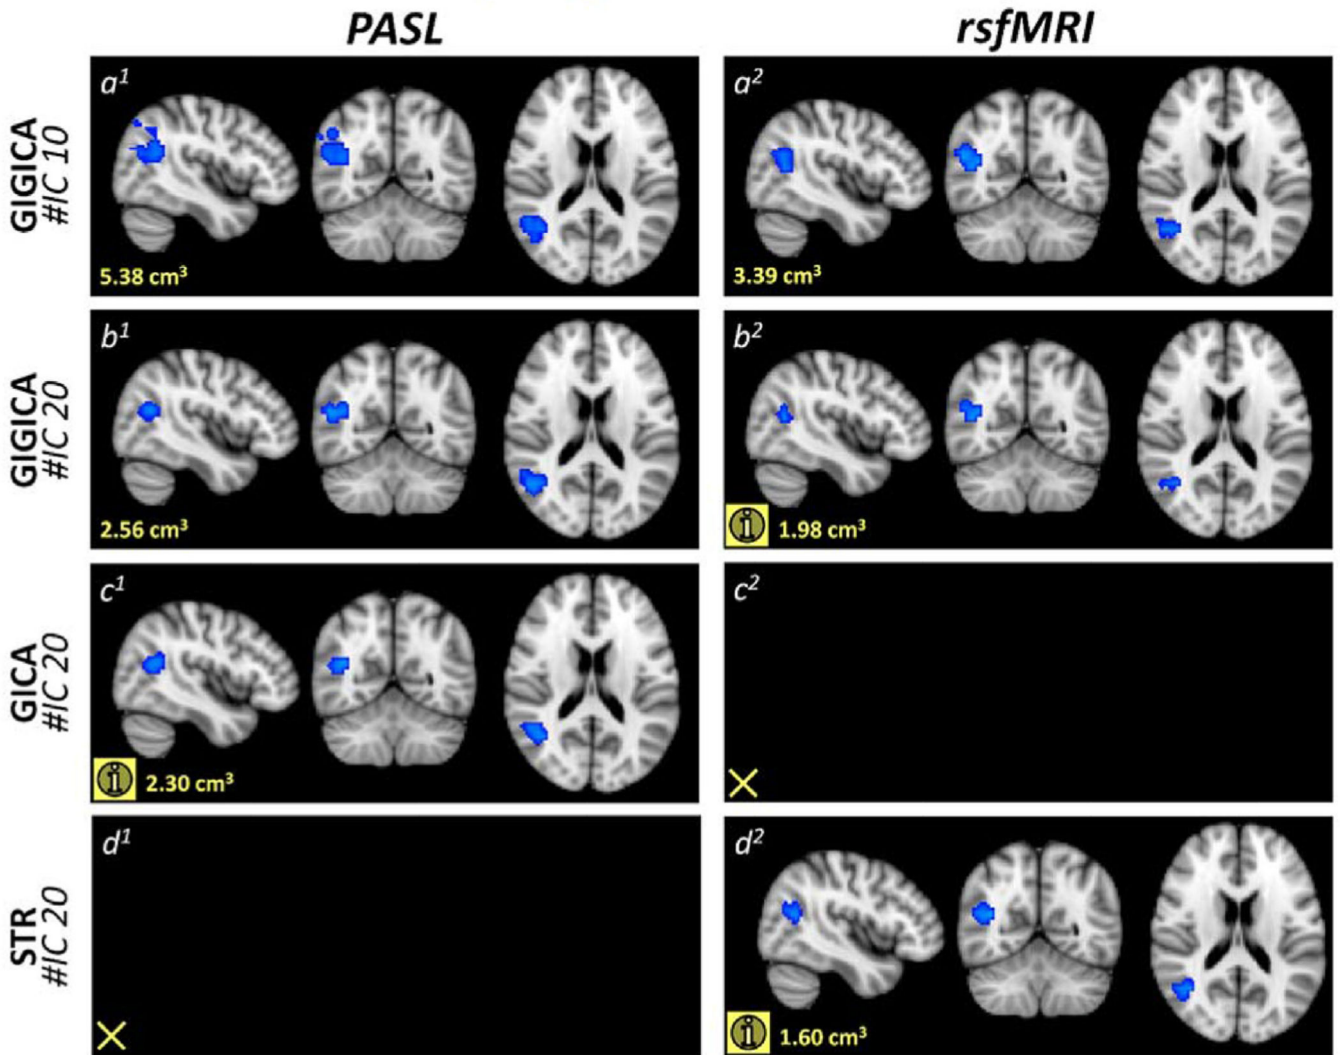 PASL
rsfMRI
GIGICA
#IC 10
a¹
5.38 cm³
a²
3.39 cm³
GIGICA
#IC 20
b¹
2.56 cm³
b²
i 1.98 cm³
GICA
#IC 20
c¹
i 2.30 cm³
c²
X
STR
#IC 20
d¹
X
d²
i 1.60 cm³